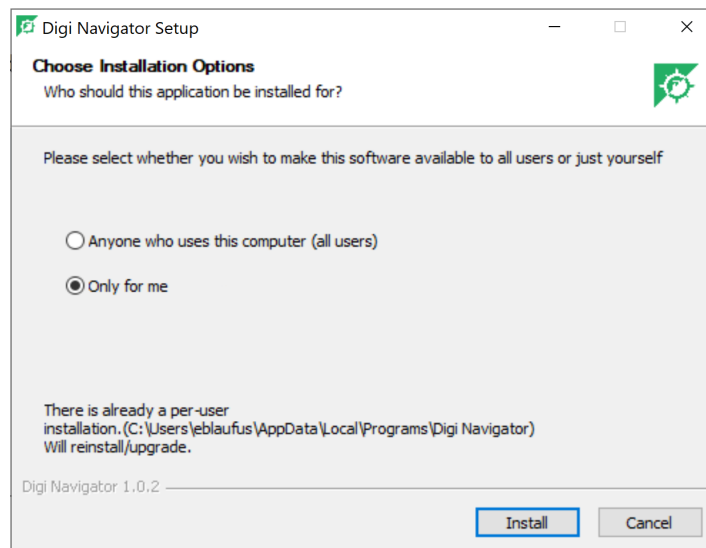 Digi Navigator Setup
Choose Installation Options
Who should this application be installed for?
Please select whether you wish to make this software available to all users or just yourself
Anyone who uses this computer (all users)
Only for me
There is already a per-user
installation.(C:\Users\eblaufus\AppData\Local\Programs\Digi Navigator)
Will reinstall/upgrade.
Digi Navigator 1.0.2
Install
Cancel